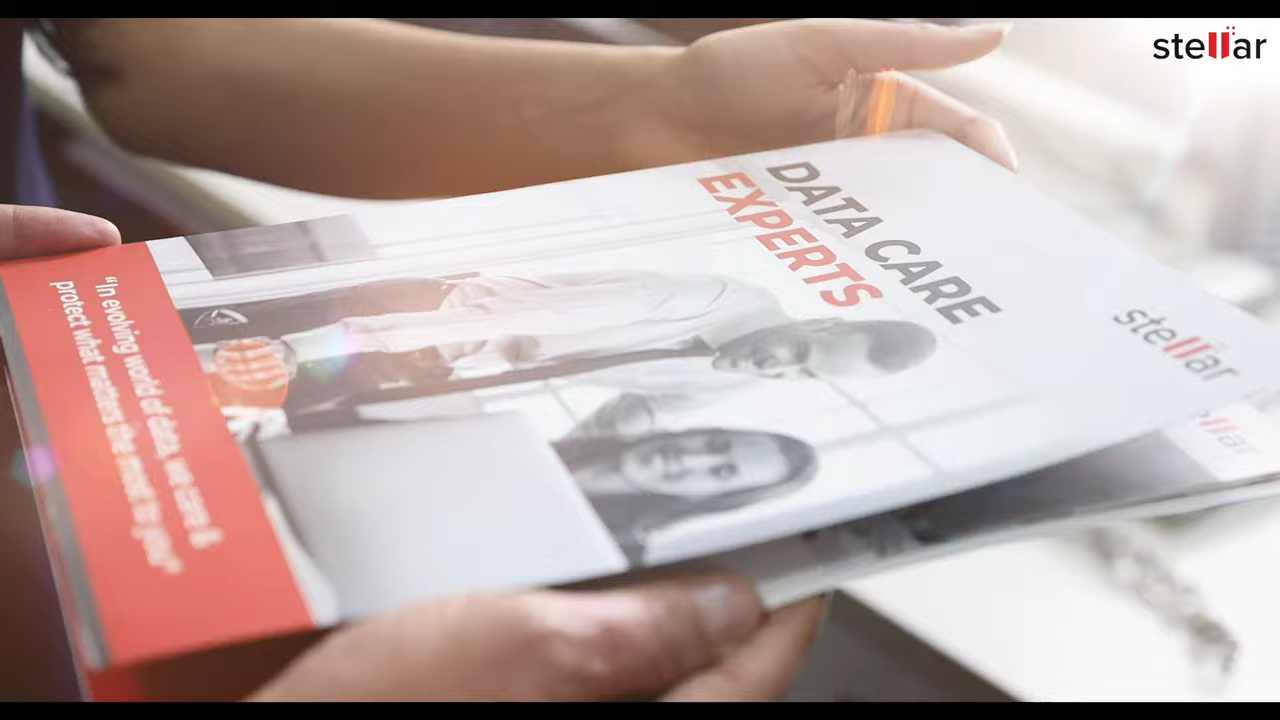 stellar
DATA CARE
EXPERTS
stellar
stellar
“In evolving world of data, we care &
protect what matters the most to you”